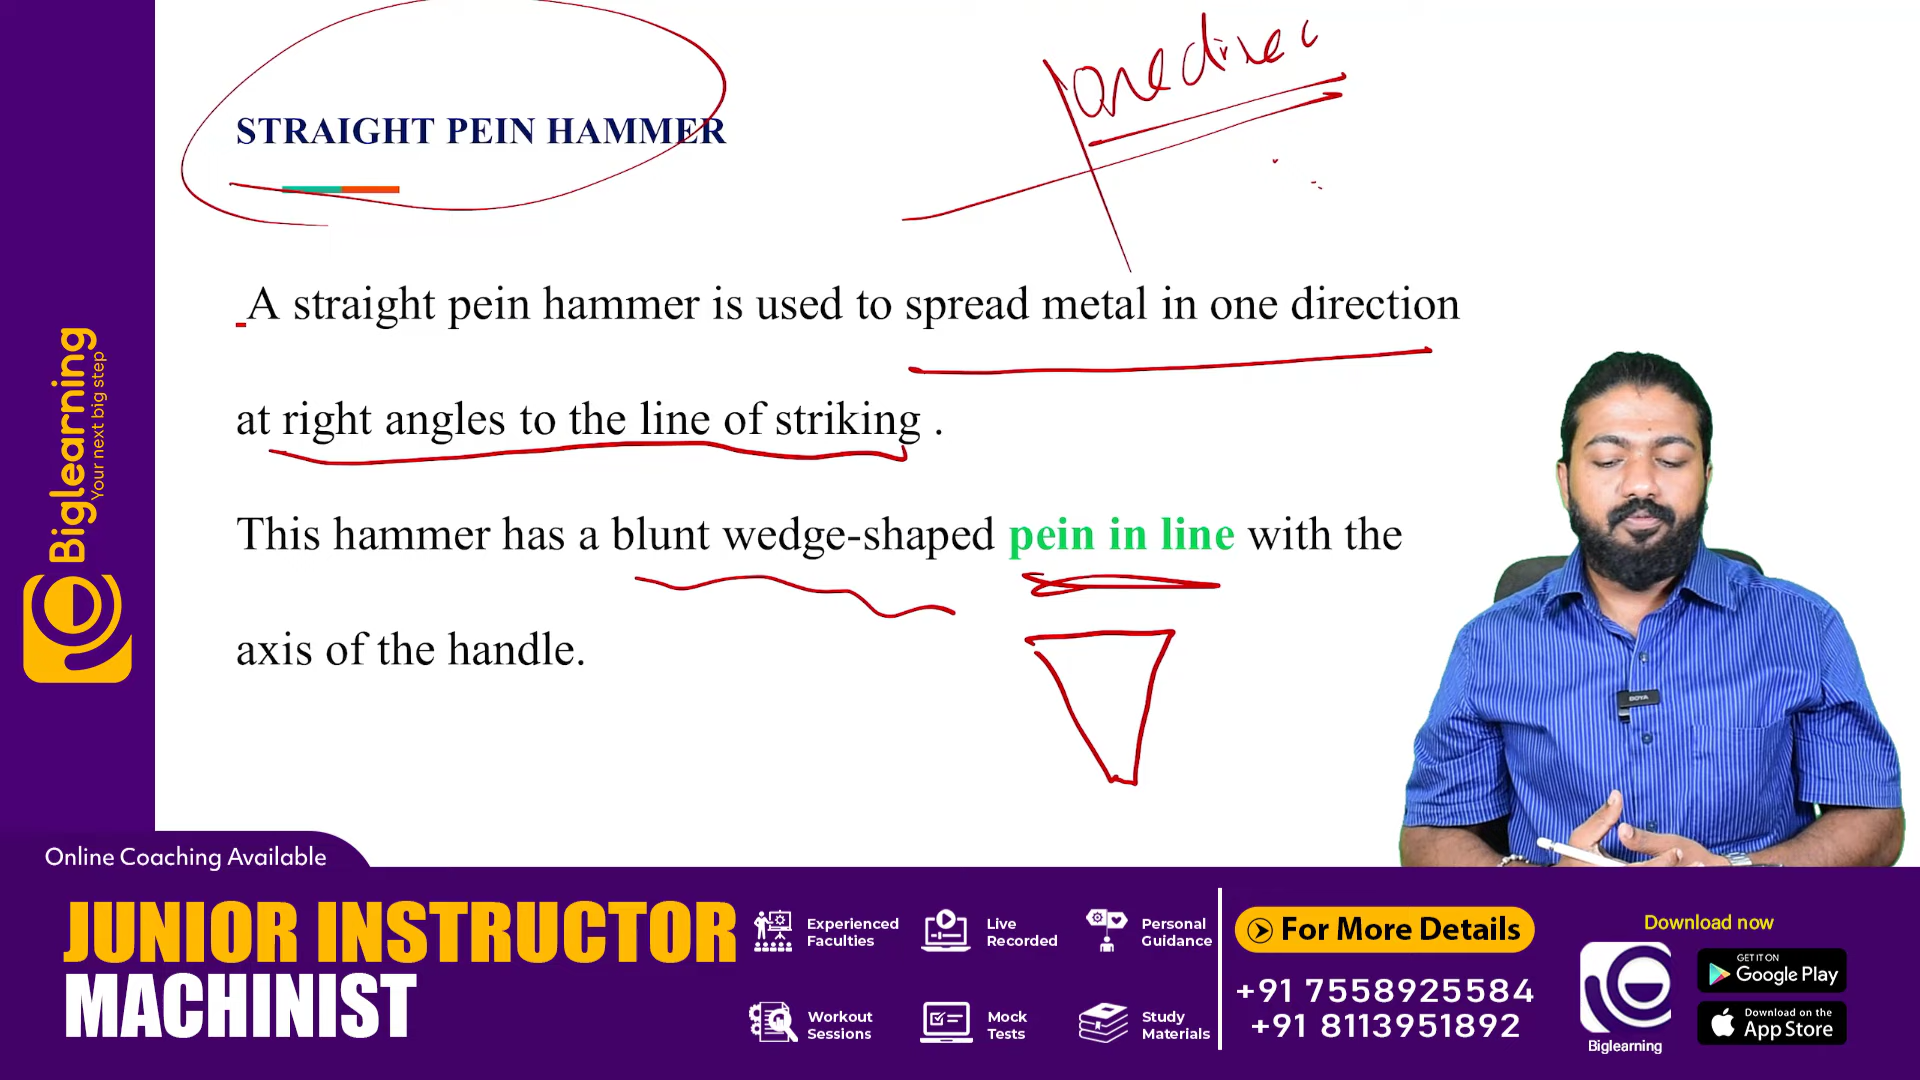 one direc
STRAIGHT PEIN HAMMER
A straight pein hammer is used to spread metal in one direction
at right angles to the line of striking .
This hammer has a blunt wedge-shaped pein in line with the
axis of the handle.
Biglearning
Your next big step
BOYA
Online Coaching Available
JUNIOR INSTRUCTOR
MACHINIST
Experienced
Faculties
Live
Recorded
Personal
Guidance
Workout
Sessions
Mock
Tests
Study
Materials
For More Details
+91 7558925584
+91 8113951892
Download now
Biglearning
GET IT ON
Google Play
Download on the
App Store